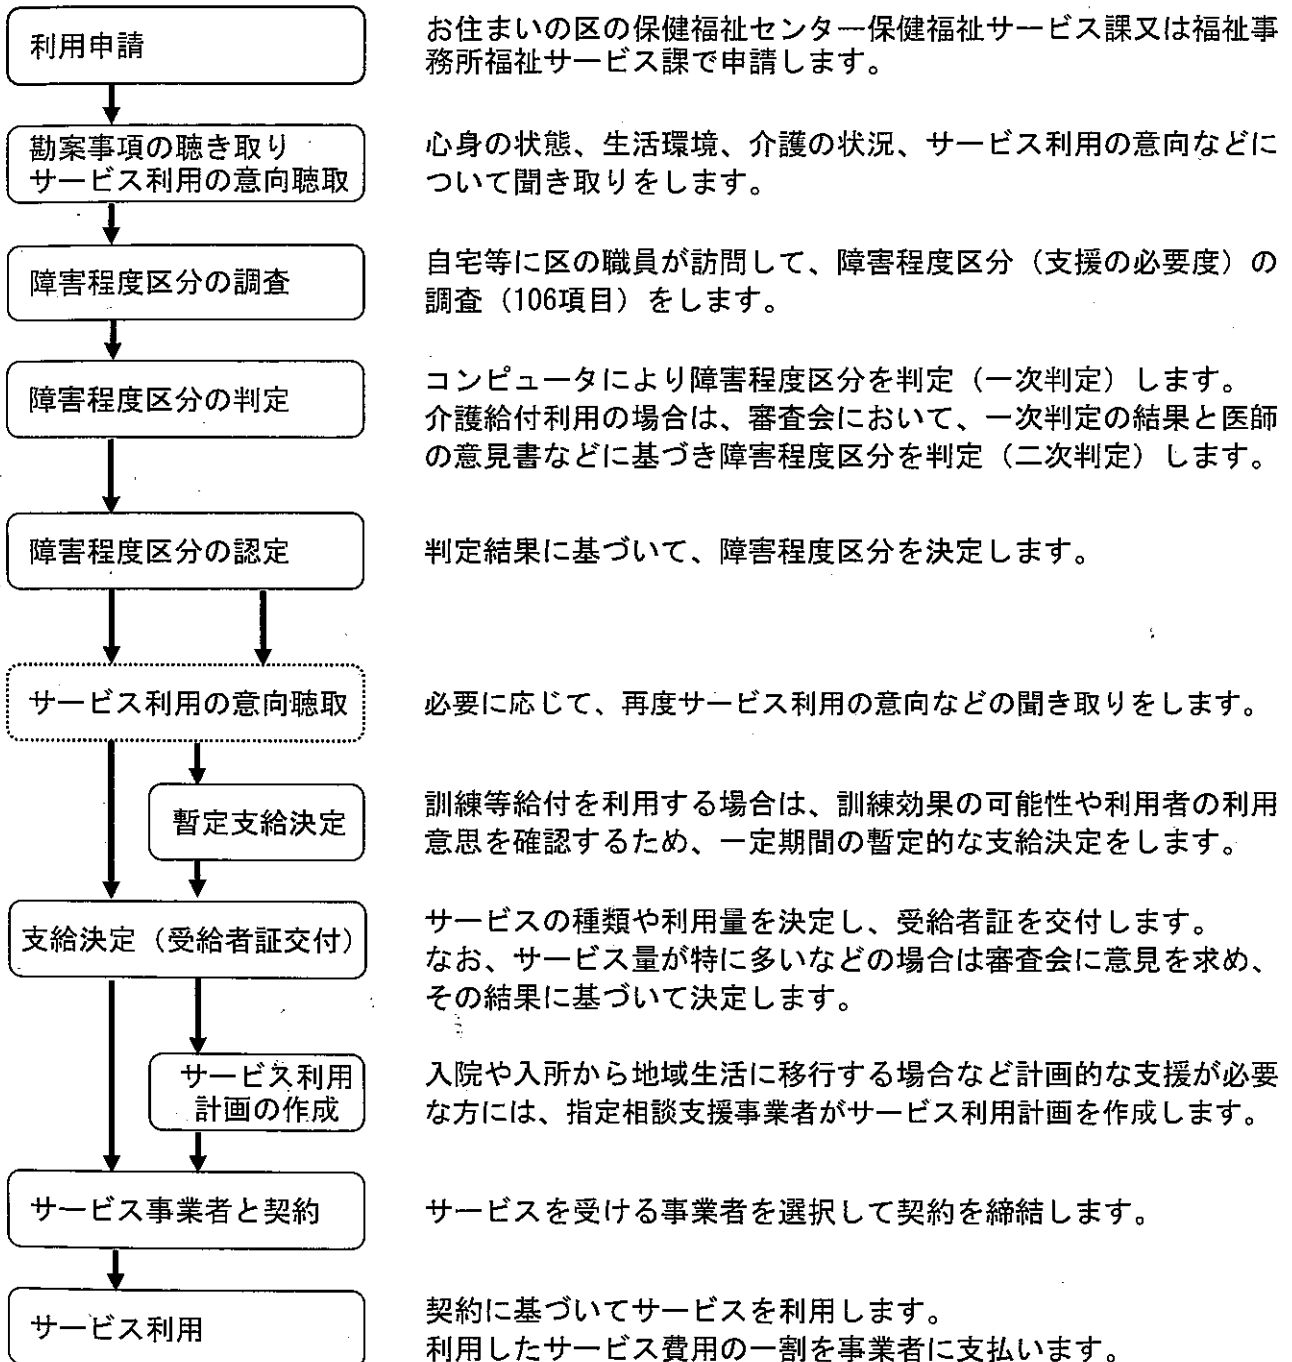 利用申請
お住まいの区の保健福祉センター保健福祉サービス課又は福祉事
務所福祉サービス課で申請します。
勘案事項の聴き取り
サービス利用の意向聴取
心身の状態、生活環境、介護の状況、サービス利用の意向などに
ついて聞き取りをします。
障害程度区分の調査
自宅等に区の職員が訪問して、障害程度区分（支援の必要度）の
調査（106項目）をします。
障害程度区分の判定
コンピュータにより障害程度区分を判定（一次判定）します。
介護給付利用の場合は、審査会において、一次判定の結果と医師
の意見書などに基づき障害程度区分を判定（二次判定）します。
障害程度区分の認定
判定結果に基づいて、障害程度区分を決定します。
サービス利用の意向聴取
必要に応じて、再度サービス利用の意向などの聞き取りをします。
暫定支給決定
訓練等給付を利用する場合は、訓練効果の可能性や利用者の利用
意思を確認するため、一定期間の暫定的な支給決定をします。
支給決定（受給者証交付）
サービスの種類や利用量を決定し、受給者証を交付します。
なお、サービス量が特に多いなどの場合は審査会に意見を求め、
その結果に基づいて決定します。
サービス利用
計画の作成
入院や入所から地域生活に移行する場合など計画的な支援が必要
な方には、指定相談支援事業者がサービス利用計画を作成します。
サービス事業者と契約
サービスを受ける事業者を選択して契約を締結します。
サービス利用
契約に基づいてサービスを利用します。
利用したサービス費用の一割を事業者に支払います。